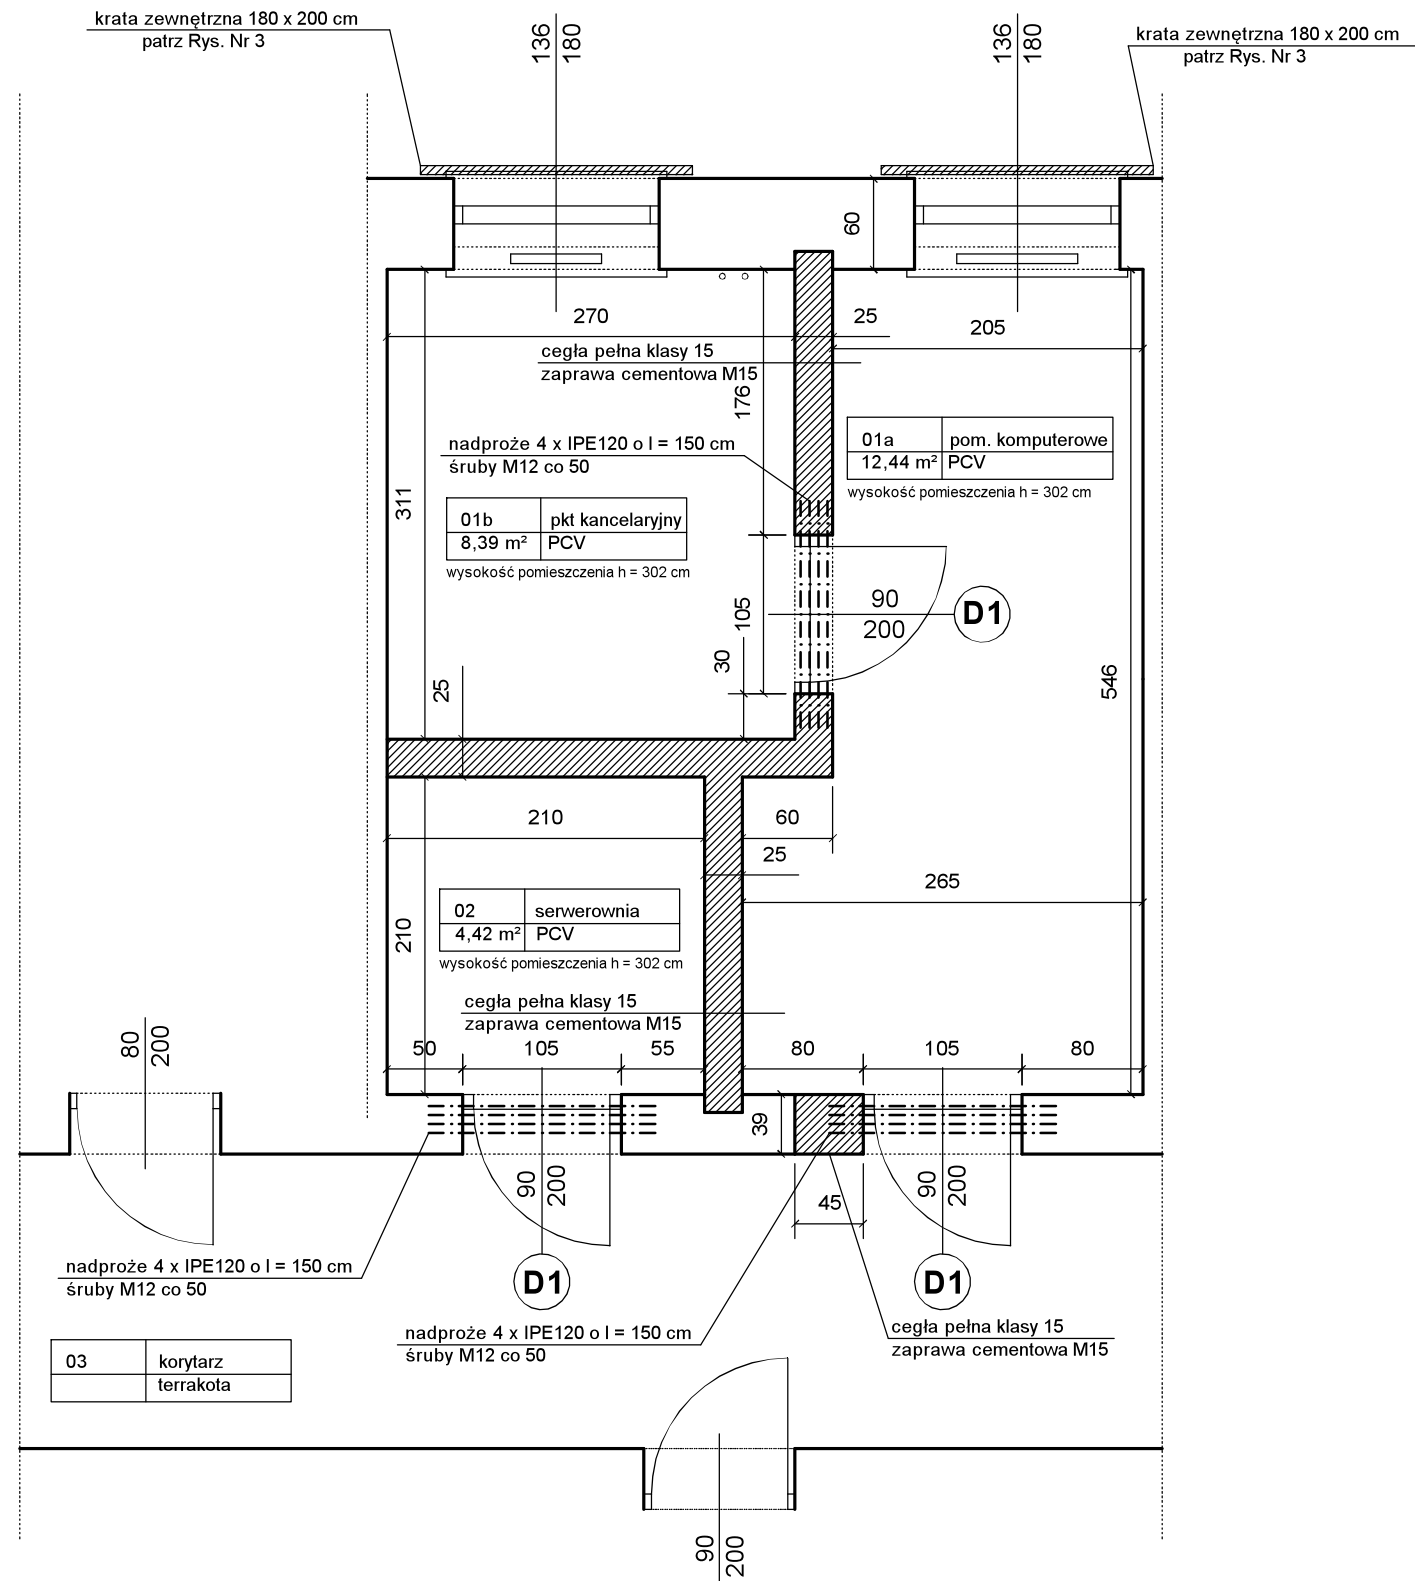 krata zewnętrzna 180 x 200 cm
patrz Rys. Nr 3
136
180
136
180
krata zewnętrzna 180 x 200 cm
patrz Rys. Nr 3
60
270
25
205
cegła pełna klasy 15
zaprawa cementowa M15
176
nadproże 4 x IPE120 o l = 150 cm
śruby M12 co 50
01a
pom. komputerowe
12,44 m²
PCV
wysokość pomieszczenia h = 302 cm
311
01b
pkt kancelaryjny
8,39 m²
PCV
wysokość pomieszczenia h = 302 cm
105
90
200
D1
30
25
546
210
60
25
265
02
serwerownia
4,42 m²
PCV
wysokość pomieszczenia h = 302 cm
210
cegła pełna klasy 15
zaprawa cementowa M15
80
200
50
105
55
80
105
80
39
90
200
90
200
45
nadproże 4 x IPE120 o l = 150 cm
śruby M12 co 50
D1
D1
nadproże 4 x IPE120 o l = 150 cm
śruby M12 co 50
cegła pełna klasy 15
zaprawa cementowa M15
03
korytarz
terrakota
90
200